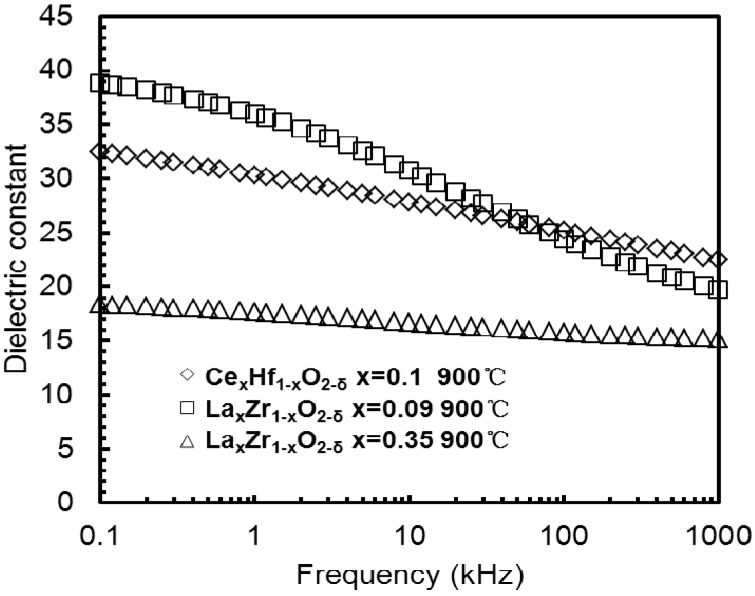 45
40
35
30
25
20
15
10
5
0
Dielectric constant
◇ CeₓHf₁₋ₓO₂₋δ x=0.1 900℃
□ LaₓZr₁₋ₓO₂₋δ x=0.09 900℃
△ LaₓZr₁₋ₓO₂₋δ x=0.35 900℃
0.1 1 10 100 1000
Frequency (kHz)